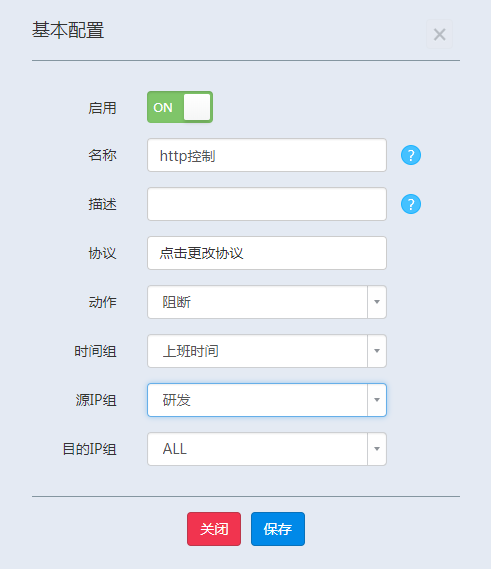 基本配置
×
启用 ON
名称 http控制 ?
描述 ?
协议 点击更改协议
动作 阻断
时间组 上班时间
源IP组 研发
目的IP组 ALL
关闭 保存